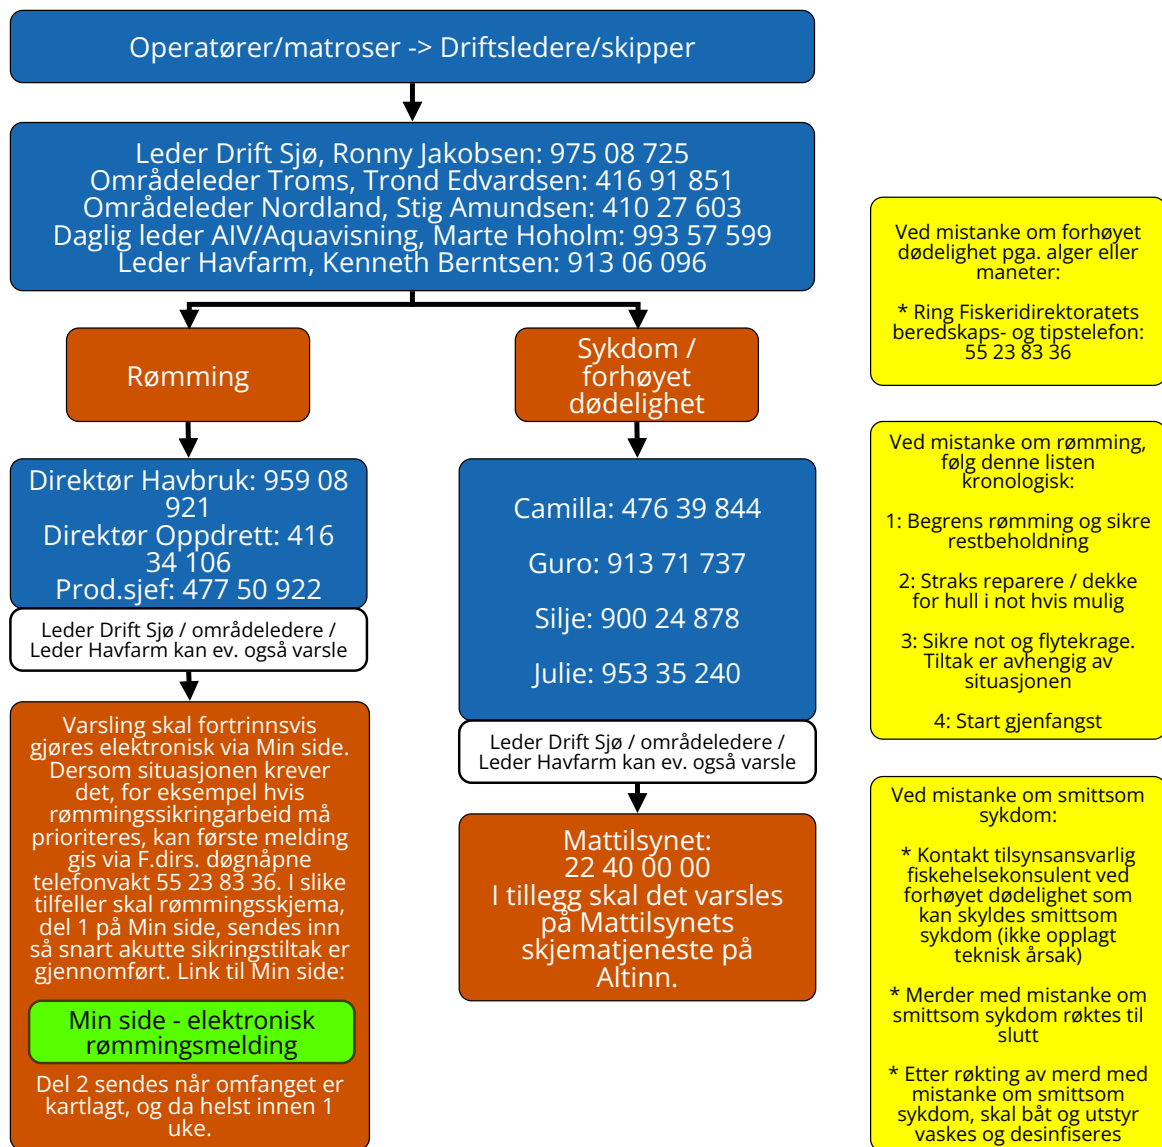 Operatører/matroser -> Driftsledere/skipper
Leder Drift Sjø, Ronny Jakobsen: 975 08 725
Områdeleder Troms, Trond Edvardsen: 416 91 851
Områdeleder Nordland, Stig Amundsen: 410 27 603
Daglig leder AIV/Aquavisning, Marte Hoholm: 993 57 599
Leder Havfarm, Kenneth Berntsen: 913 06 096
Rømming
Direktør Havbruk: 959 08
921
Direktør Oppdrett: 416
34 106
Prod.sjef: 477 50 922
Leder Drift Sjø / områdeledere /
Leder Havfarm kan ev. også varsle
Varsling skal fortrinnsvis
gjøres elektronisk via Min side.
Dersom situasjonen krever
det, for eksempel hvis
rømmingssikringarbeid må
prioriteres, kan første melding
gis via F.dirs. døgnåpne
telefonvakt 55 23 83 36. I slike
tilfeller skal rømmingsskjema,
del 1 på Min side, sendes inn
så snart akutte sikringstiltak er
gjennomført. Link til Min side:
Min side - elektronisk
rømmingsmelding
Del 2 sendes når omfanget er
kartlagt, og da helst innen 1
uke.
Sykdom /
forhøyet
dødelighet
Camilla: 476 39 844
Guro: 913 71 737
Silje: 900 24 878
Julie: 953 35 240
Leder Drift Sjø / områdeledere /
Leder Havfarm kan ev. også varsle
Mattilsynet:
22 40 00 00
I tillegg skal det varsles
på Mattilsynets
skjematjeneste på
Altinn.
Ved mistanke om forhøyet
dødelighet pga. alger eller
maneter:
* Ring Fiskeridirektoratets
beredskaps- og tipstelefon:
55 23 83 36
Ved mistanke om rømming,
følg denne listen
kronologisk:
1: Begrens rømming og sikre
restbeholdning
2: Straks reparere / dekke
for hull i not hvis mulig
3: Sikre not og flytekrage.
Tiltak er avhengig av
situasjonen
4: Start gjenfangst
Ved mistanke om smittsom
sykdom:
* Kontakt tilsynsansvarlig
fiskehelsekonsulent ved
forhøyet dødelighet som
kan skyldes smittsom
sykdom (ikke opplagt
teknisk årsak)
* Merder med mistanke om
smittsom sykdom røktes til
slutt
* Etter røkting av merd med
mistanke om smittsom
sykdom, skal båt og utstyr
vaskes og desinfiseres